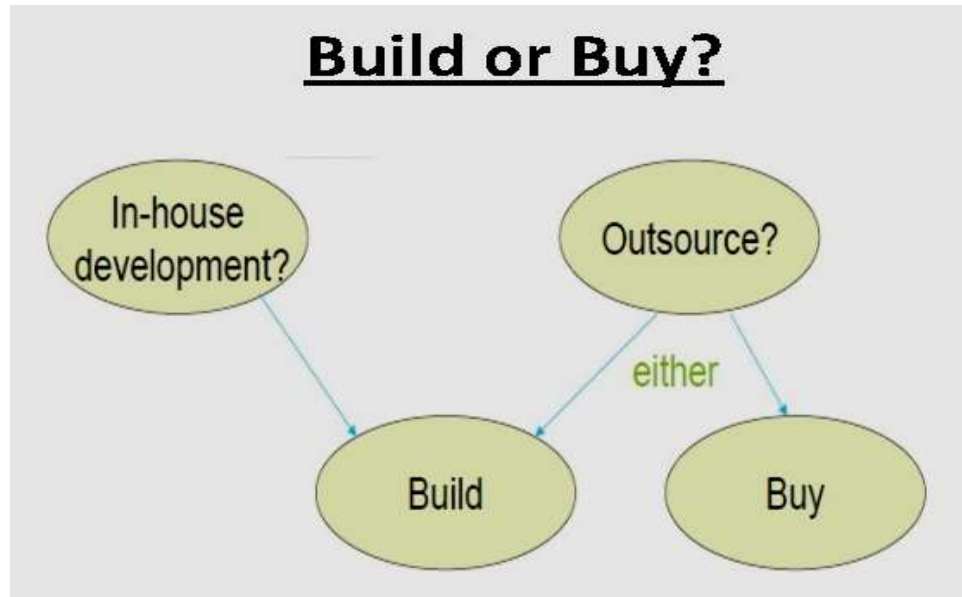 Build or Buy?
In-house
development?
Outsource?
either
Build
Buy